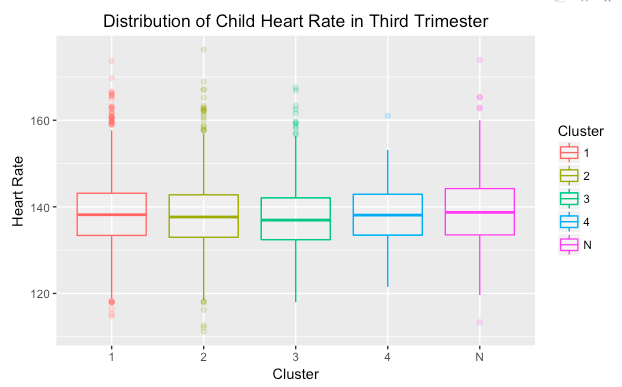 Distribution of Child Heart Rate in Third Trimester
Heart Rate
160
140
120
1 2 3 4 N
Cluster
Cluster
1
2
3
4
N